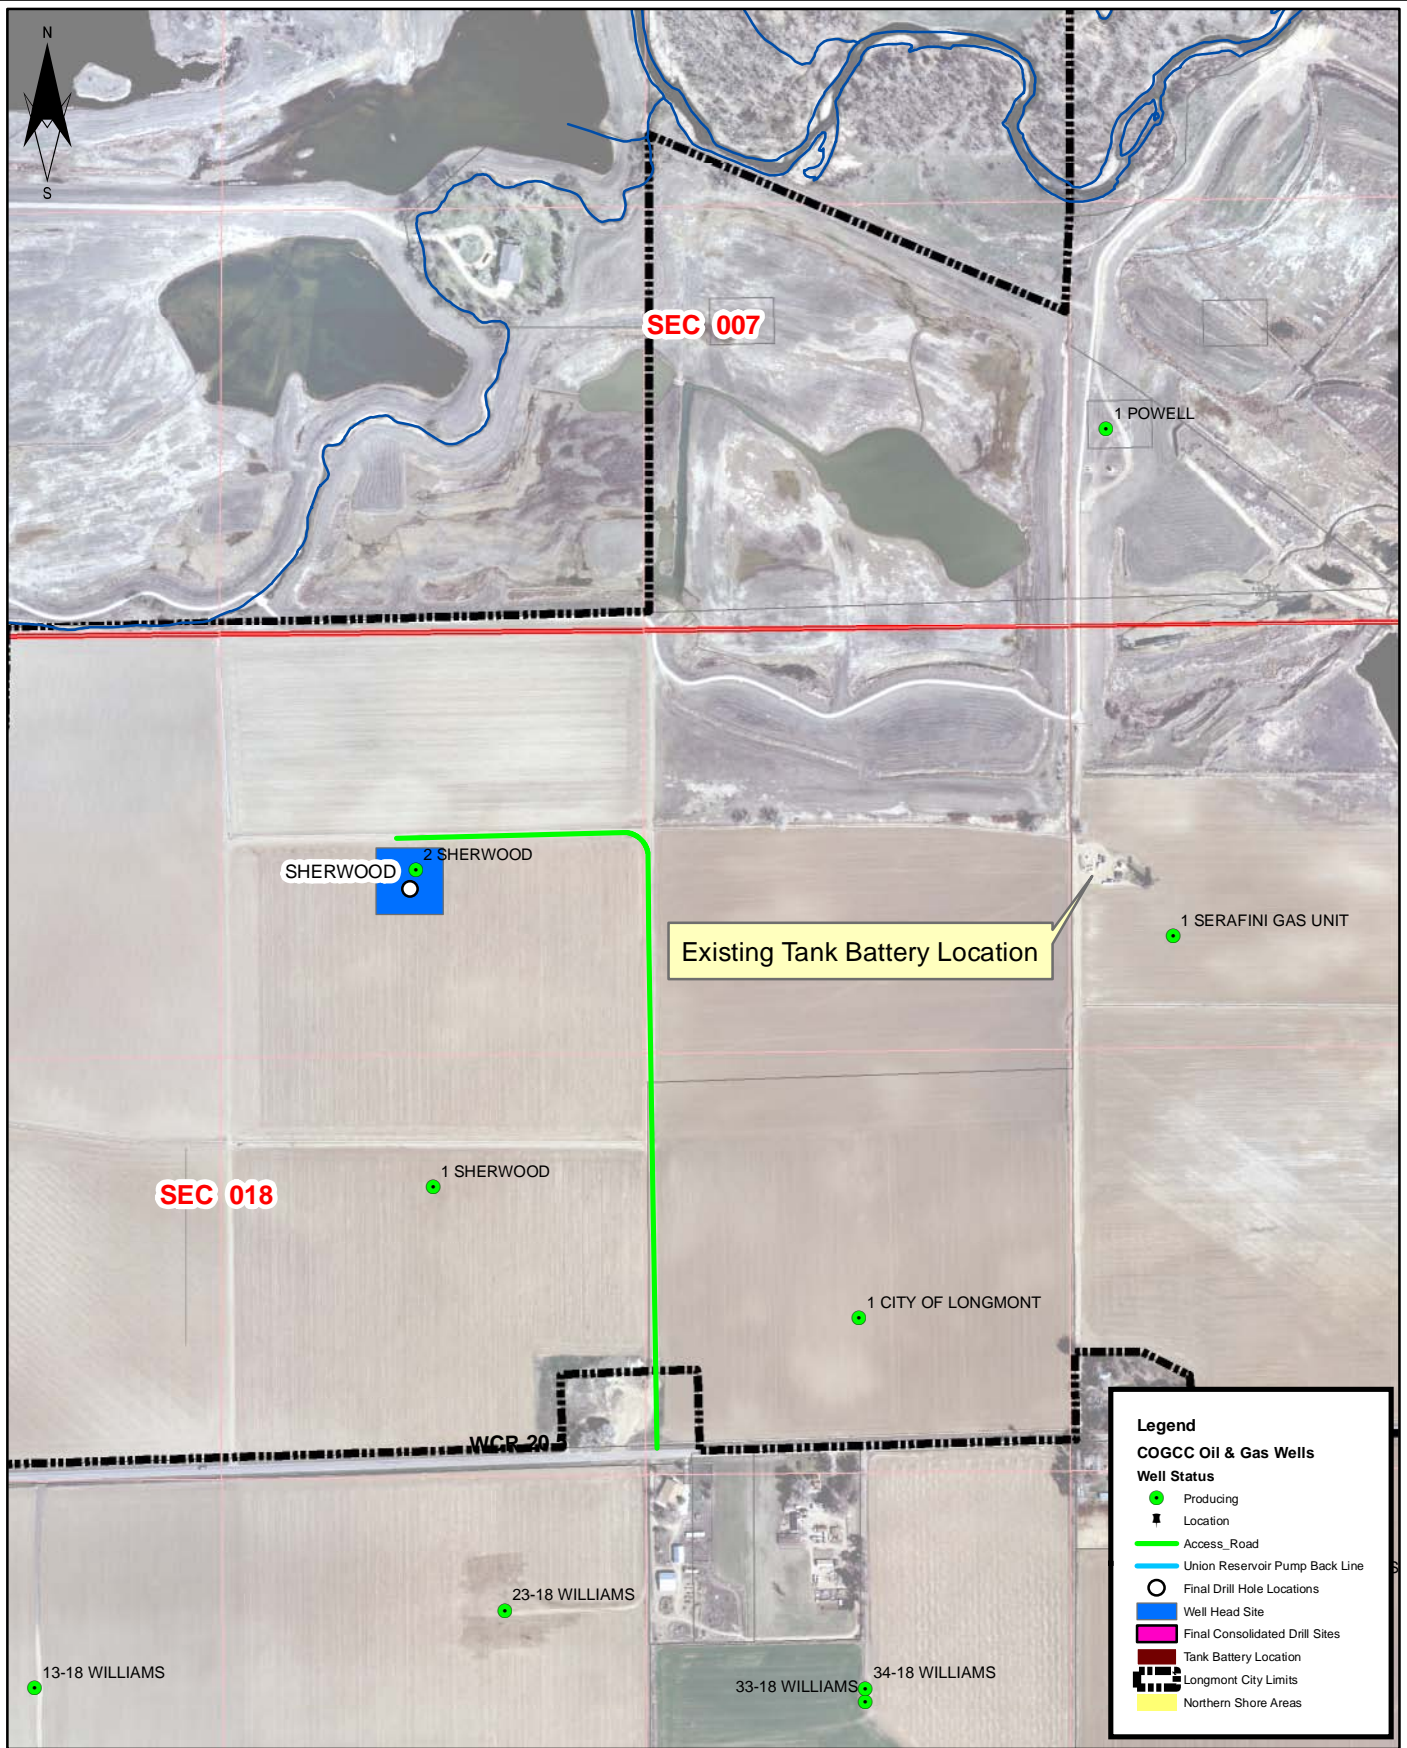 N
S
SEC 007
1 POWELL
2 SHERWOOD
SHERWOOD
1 SERAFINI GAS UNIT
Existing Tank Battery Location
1 SHERWOOD
SEC 018
1 CITY OF LONGMONT
WCR 20
23-18 WILLIAMS
13-18 WILLIAMS
33-18 WILLIAMS
34-18 WILLIAMS
Legend
COGCC Oil & Gas Wells
Well Status
Producing
Location
Access_Road
Union Reservoir Pump Back Line
Final Drill Hole Locations
Well Head Site
Final Consolidated Drill Sites
Tank Battery Location
Longmont City Limits
Northern Shore Areas